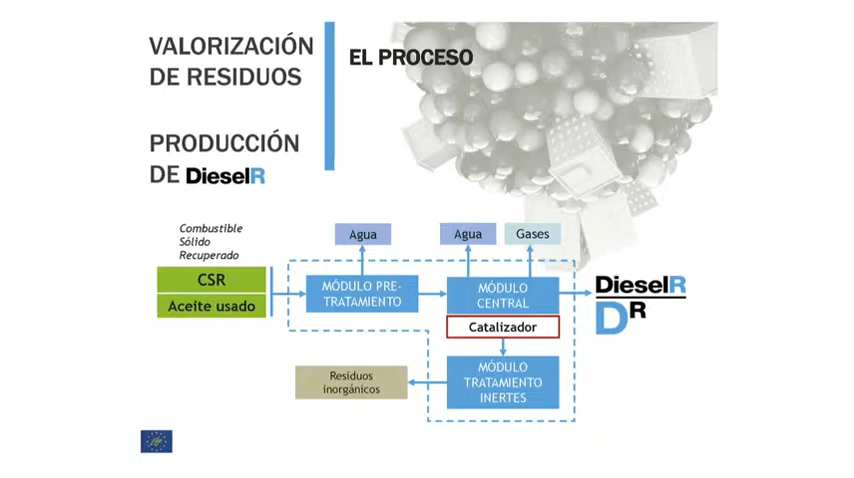 VALORIZACIÓN
DE RESIDUOS
EL PROCESO
PRODUCCIÓN
DE DieselR
Combustible
Sólido
Recuperado
CSR
Aceite usado
Agua
Agua
Gases
MÓDULO PRE-
TRATAMIENTO
MÓDULO
CENTRAL
Catalizador
DieselR
DR
MÓDULO
TRATAMIENTO
INERTES
Residuos
inorgánicos